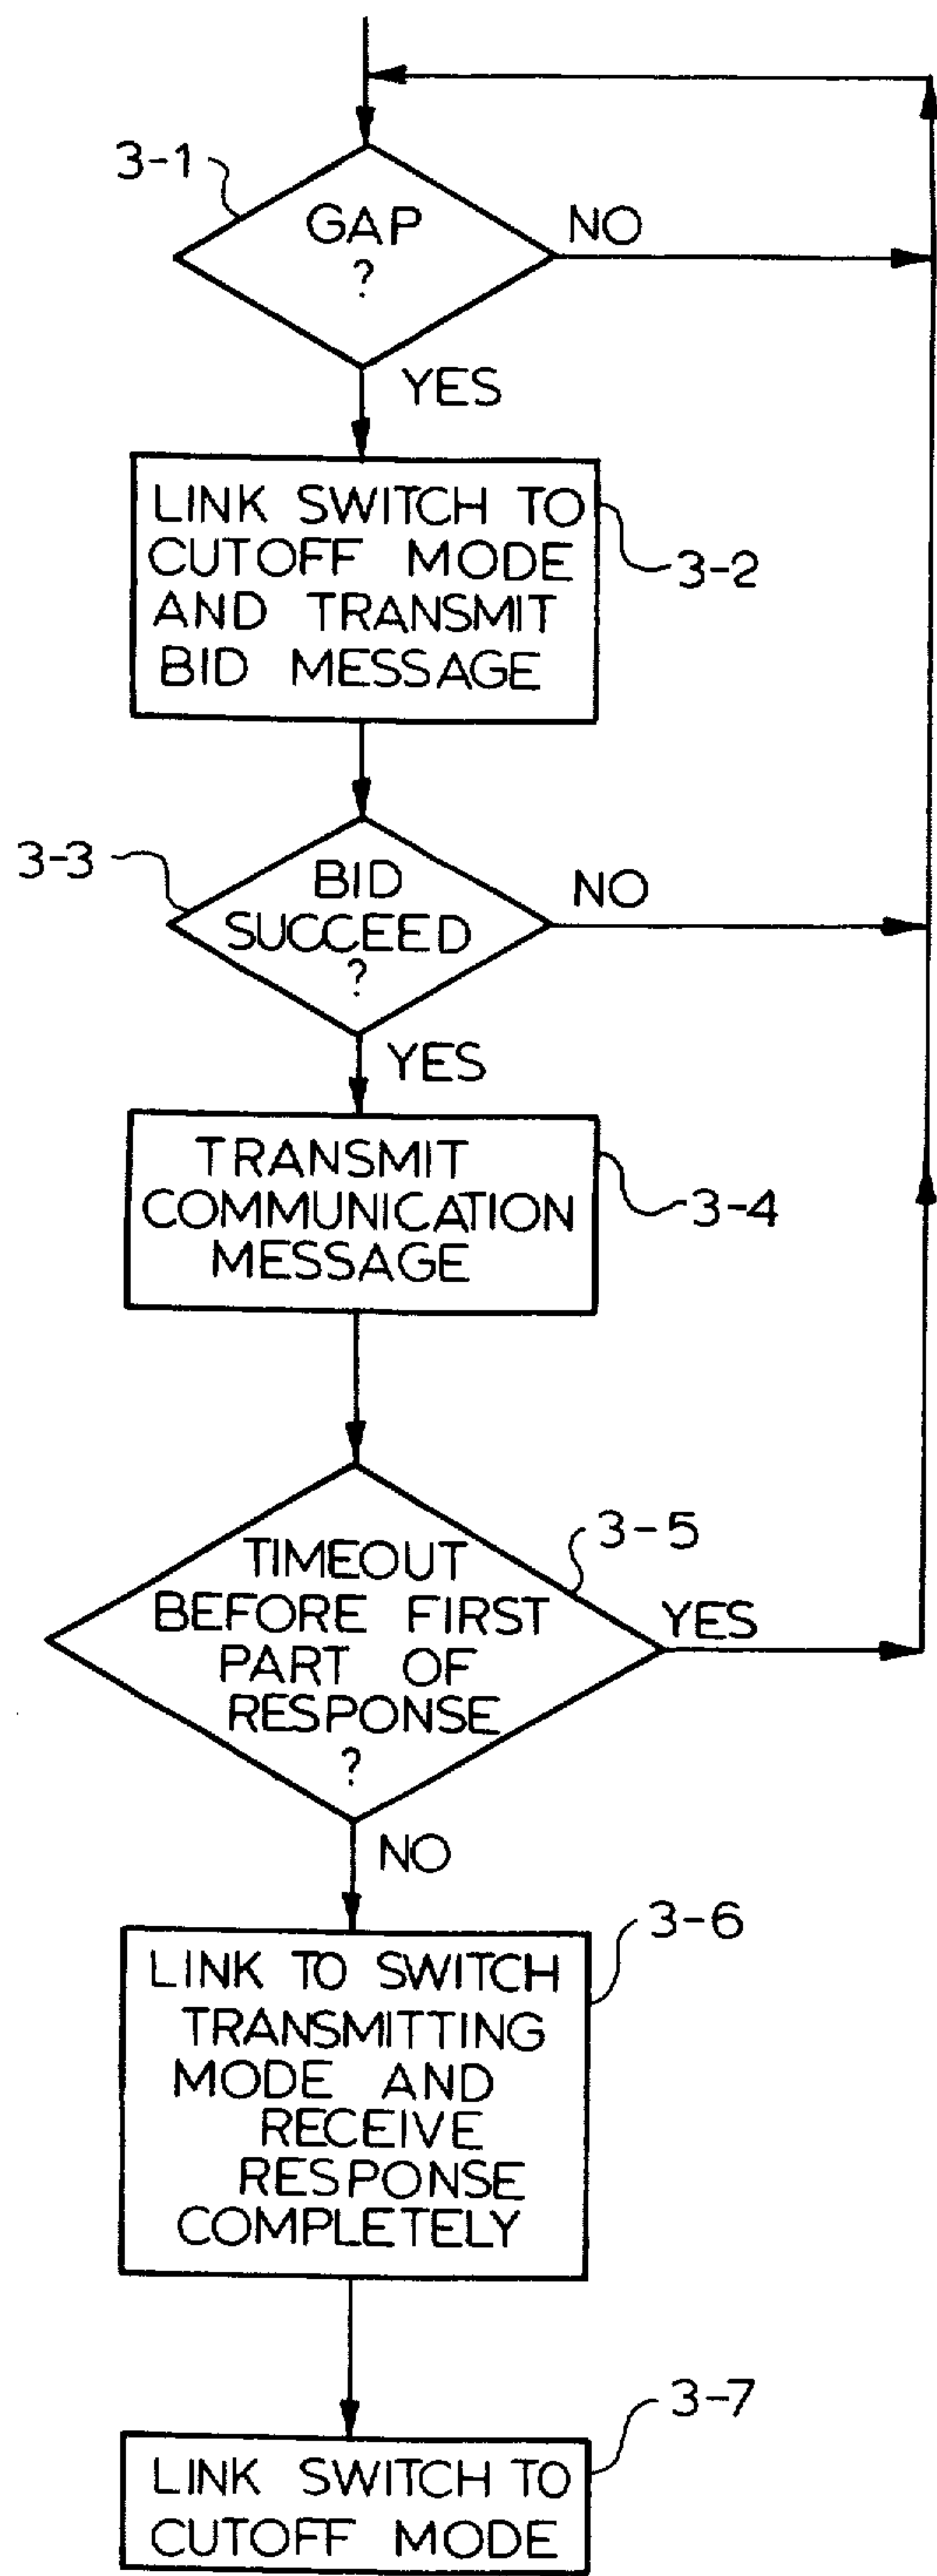 3-1
GAP
?
NO
YES
LINK SWITCH TO
CUTOFF MODE
AND TRANSMIT
BID MESSAGE
3-2
3-3
BID
SUCCEED
?
NO
YES
TRANSMIT
COMMUNICATION
MESSAGE
3-4
TIMEOUT
BEFORE FIRST
PART OF
RESPONSE
?
3-5
YES
NO
LINK TO SWITCH
TRANSMITTING
MODE AND
RECEIVE
RESPONSE
COMPLETELY
3-6
LINK SWITCH TO
CUTOFF MODE
3-7